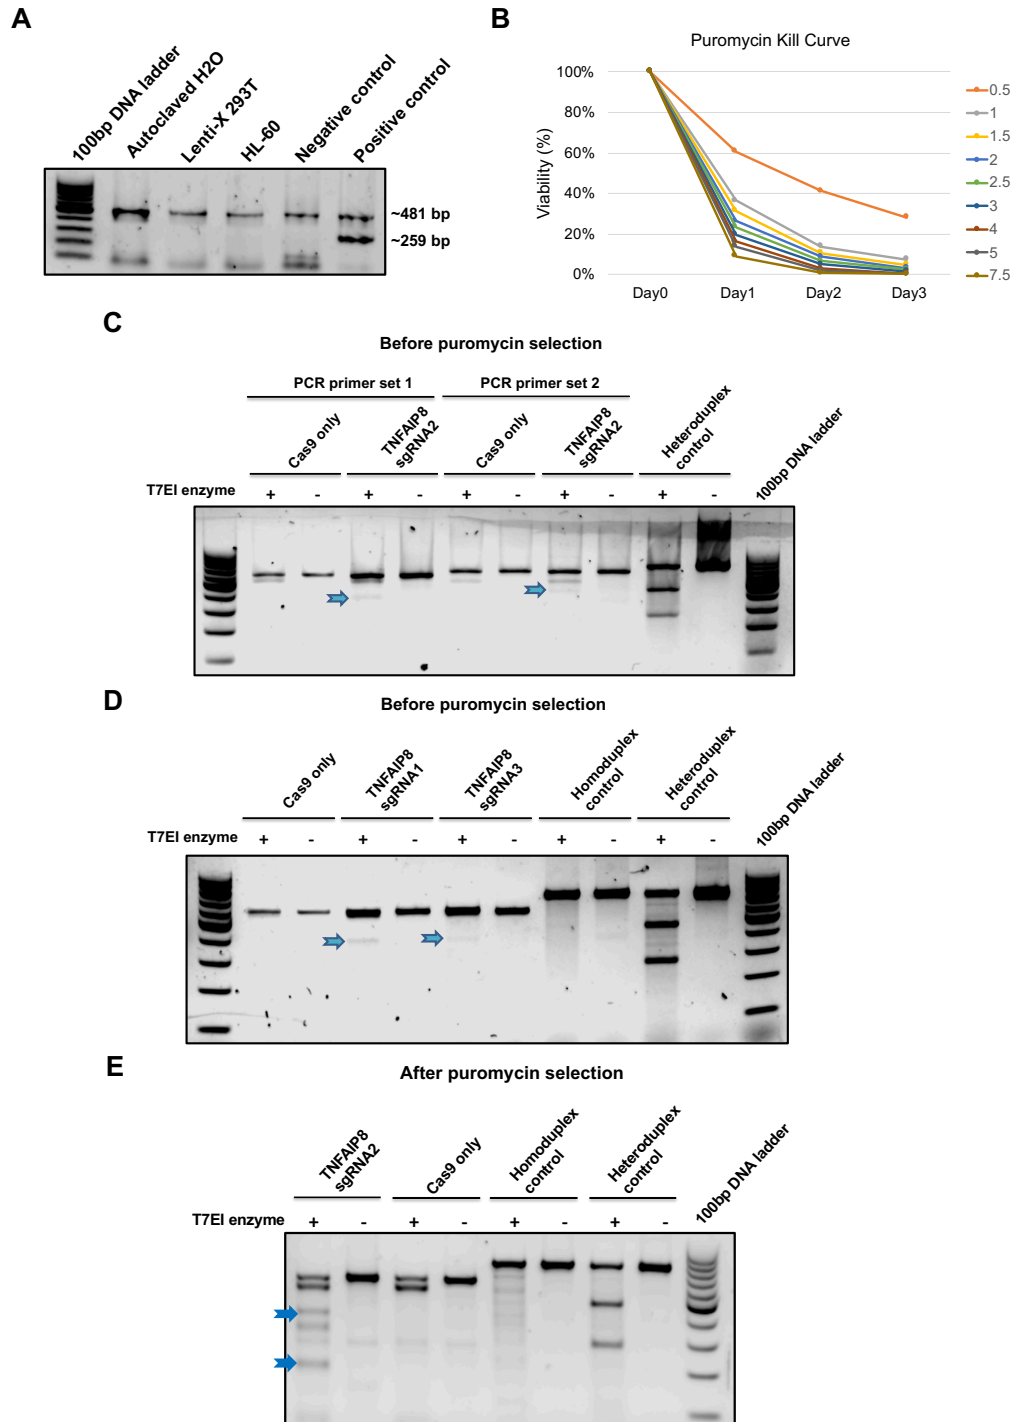 A
100bp DNA ladder
Autoclaved H2O
Lenti-X 293T
HL-60
Negative control
Positive control
~481 bp
~259 bp
B
Puromycin Kill Curve
Viability (%)
100%
80%
60%
40%
20%
0%
Day0 Day1 Day2 Day3
0.5
1
1.5
2
2.5
3
4
5
7.5
C
Before puromycin selection
PCR primer set 1 PCR primer set 2
Cas9 only
TNFAIP8
sgRNA2
Cas9 only
TNFAIP8
sgRNA2
Heteroduplex
control
100bp DNA ladder
T7EI enzyme + - + - + - + - + -
D
Before puromycin selection
Cas9 only
TNFAIP8
sgRNA1
TNFAIP8
sgRNA3
Homoduplex
control
Heteroduplex
control
100bp DNA ladder
T7EI enzyme + - + - + - + - + -
E
After puromycin selection
TNFAIP8
sgRNA2
Cas9 only
Homoduplex
control
Heteroduplex
control
100bp DNA ladder
T7EI enzyme + - + - + - + -